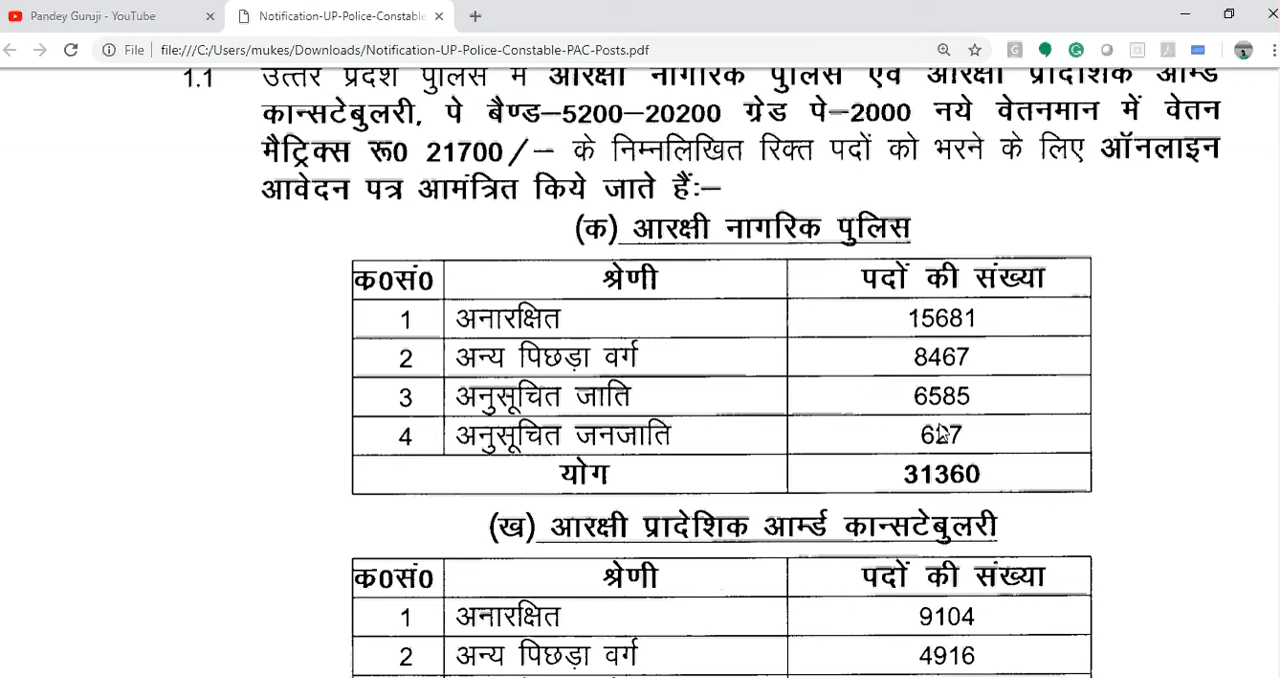 Pandey Guruji - YouTube
Notification-UP-Police-Constable
File
file:///C:/Users/mukes/Downloads/Notification-UP-Police-Constable-PAC-Posts.pdf
1.1 उत्तर प्रदेश पुलिस में आरक्षी नागरिक पुलिस एवं आरक्षी प्रादेशिक आर्म्ड
कान्सटेबुलरी, पे बैण्ड–5200–20200 ग्रेड पे–2000 नये वेतनमान में वेतन
मैट्रिक्स रू0 21700/– के निम्नलिखित रिक्त पदों को भरने के लिए ऑनलाइन
आवेदन पत्र आमंत्रित किये जाते हैंः–
(क) आरक्षी नागरिक पुलिस
क0सं0 श्रेणी पदों की संख्या
1 अनारक्षित 15681
2 अन्य पिछड़ा वर्ग 8467
3 अनुसूचित जाति 6585
4 अनुसूचित जनजाति 627
योग 31360
(ख) आरक्षी प्रादेशिक आर्म्ड कान्सटेबुलरी
क0सं0 श्रेणी पदों की संख्या
1 अनारक्षित 9104
2 अन्य पिछड़ा वर्ग 4916